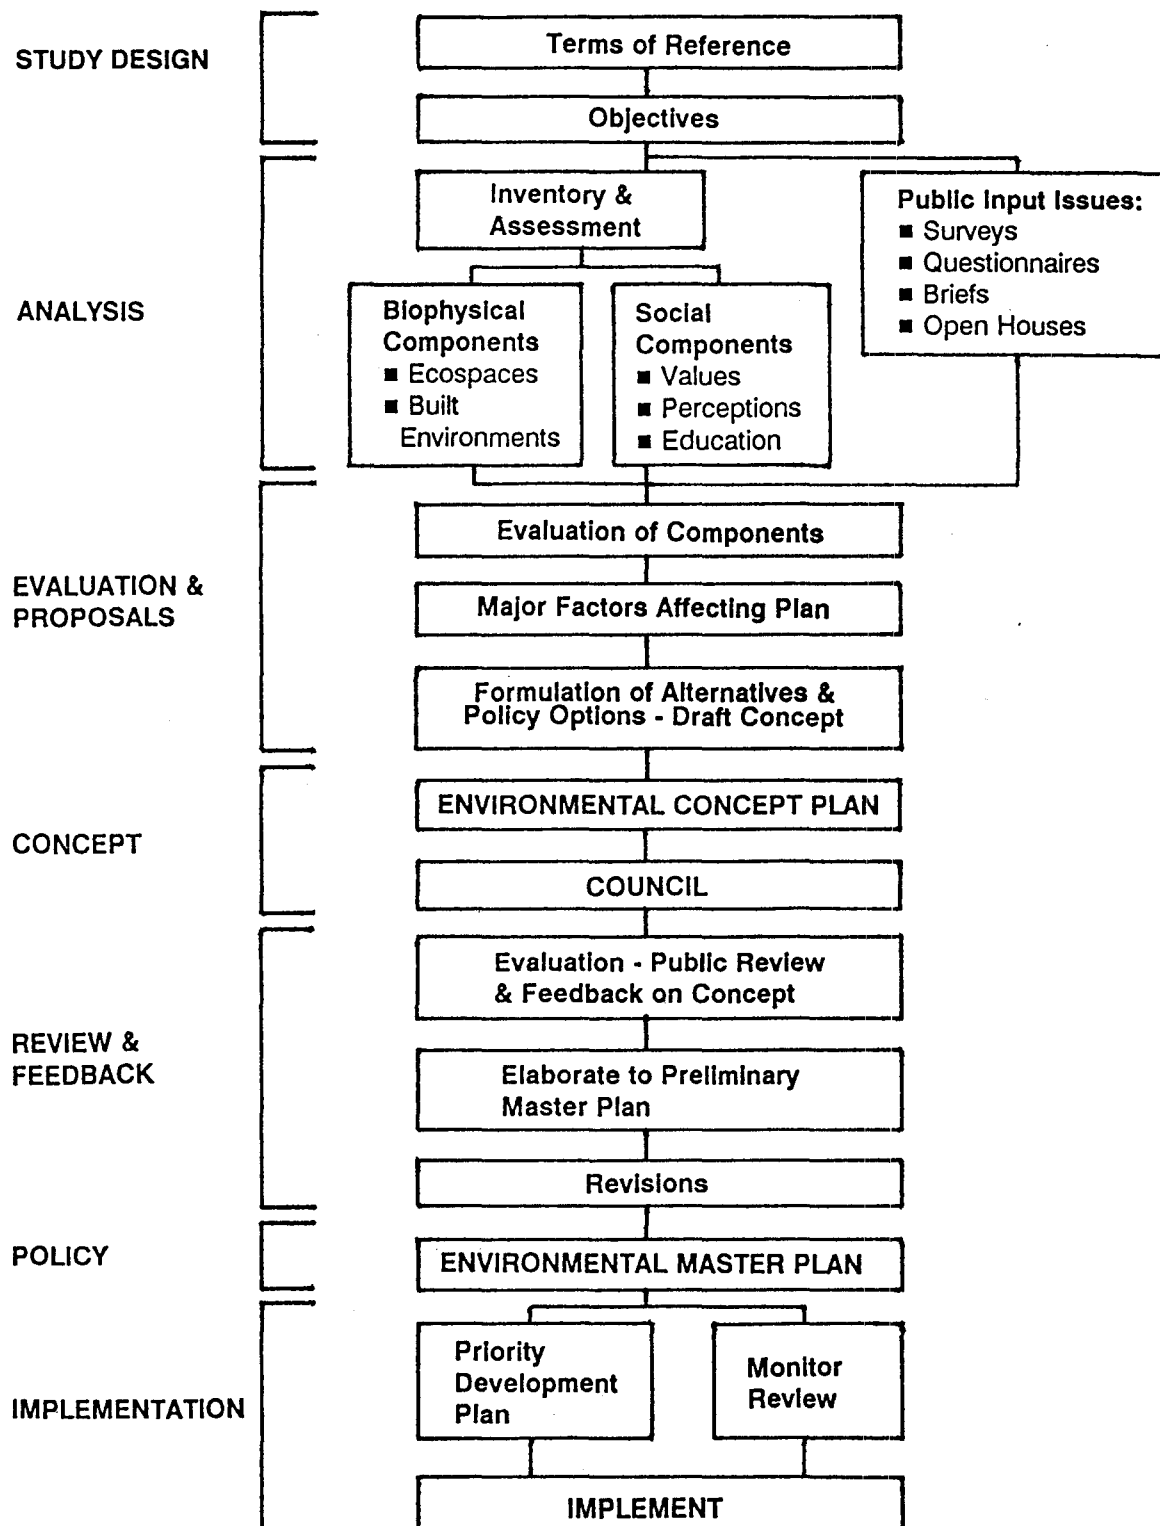 STUDY DESIGN
Terms of Reference
Objectives
ANALYSIS
Inventory &
Assessment
Public Input Issues:
■ Surveys
■ Questionnaires
■ Briefs
■ Open Houses
Biophysical
Components
■ Ecospaces
■ Built
Environments
Social
Components
■ Values
■ Perceptions
■ Education
EVALUATION &
PROPOSALS
Evaluation of Components
Major Factors Affecting Plan
Formulation of Alternatives &
Policy Options - Draft Concept
CONCEPT
ENVIRONMENTAL CONCEPT PLAN
COUNCIL
REVIEW &
FEEDBACK
Evaluation - Public Review
& Feedback on Concept
Elaborate to Preliminary
Master Plan
Revisions
POLICY
ENVIRONMENTAL MASTER PLAN
IMPLEMENTATION
Priority
Development
Plan
Monitor
Review
IMPLEMENT